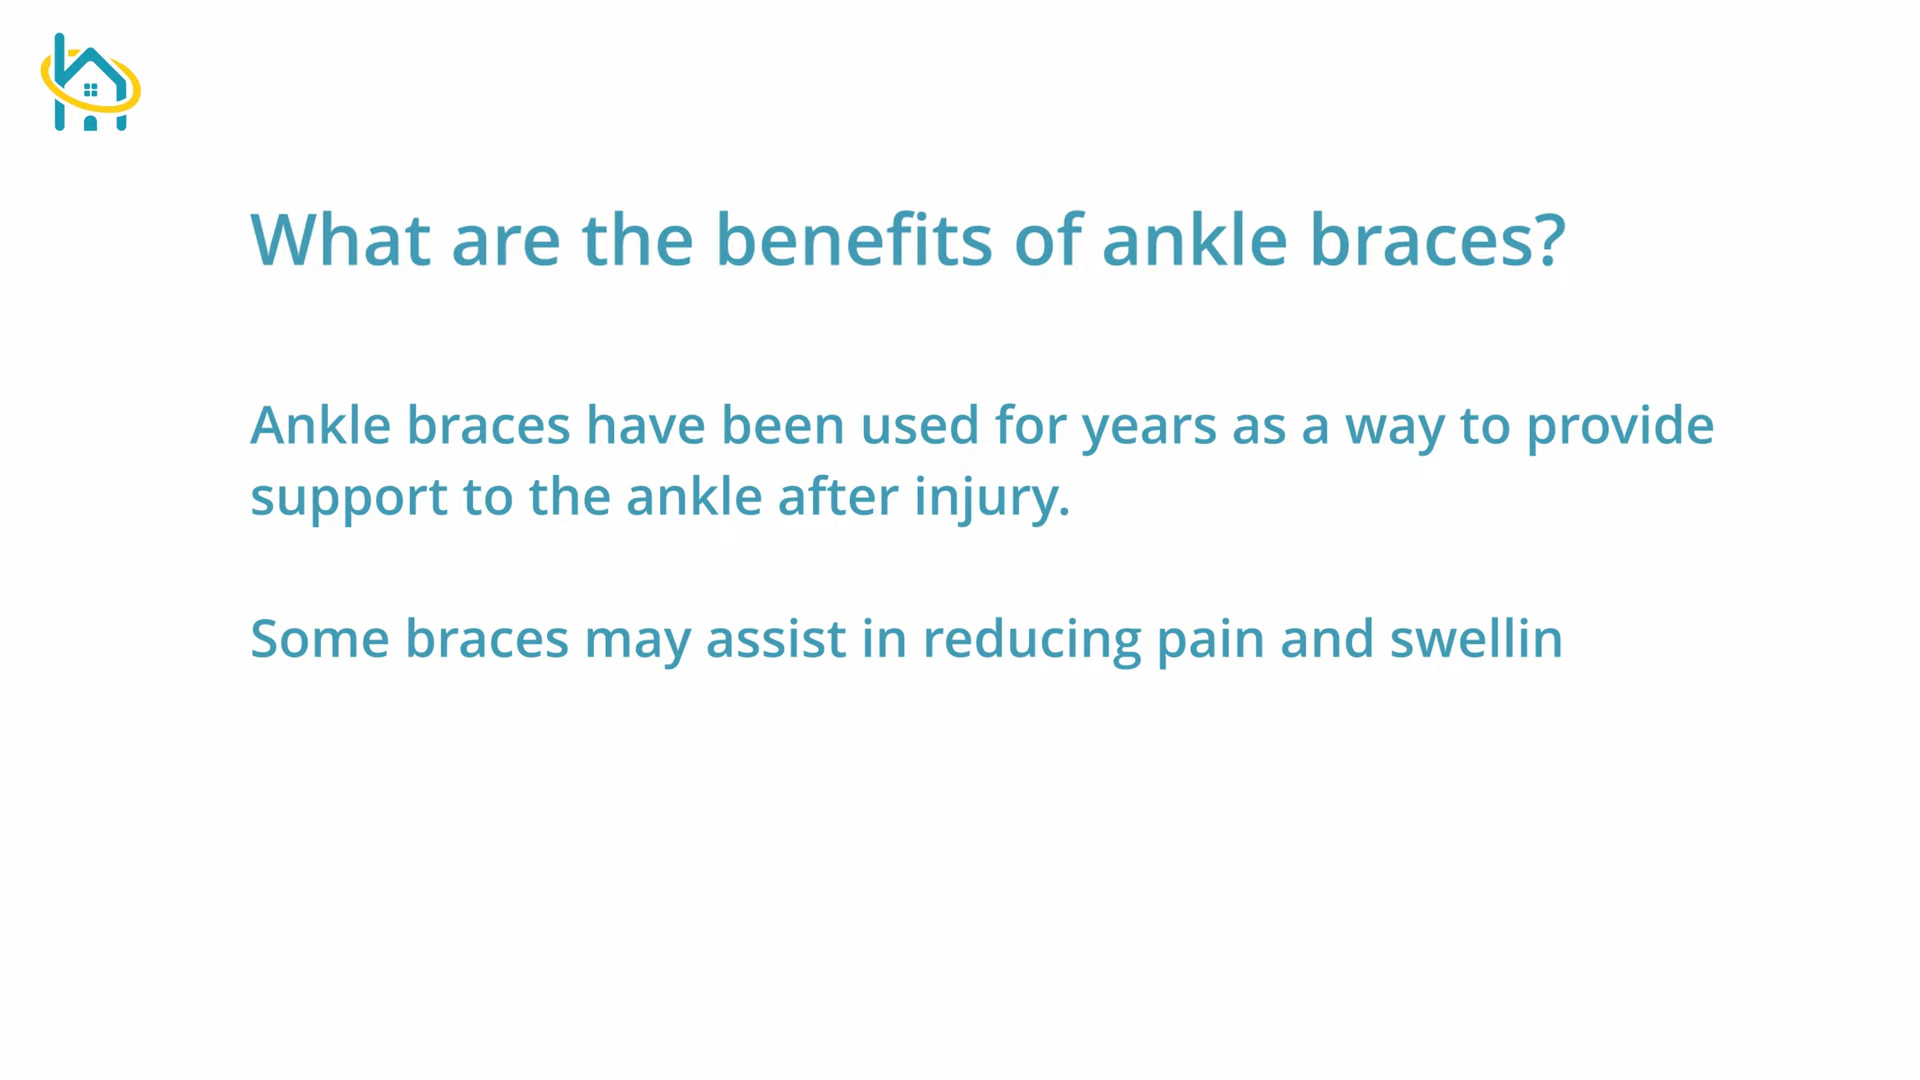 What are the benefits of ankle braces?
Ankle braces have been used for years as a way to provide
support to the ankle after injury.
Some braces may assist in reducing pain and swellin